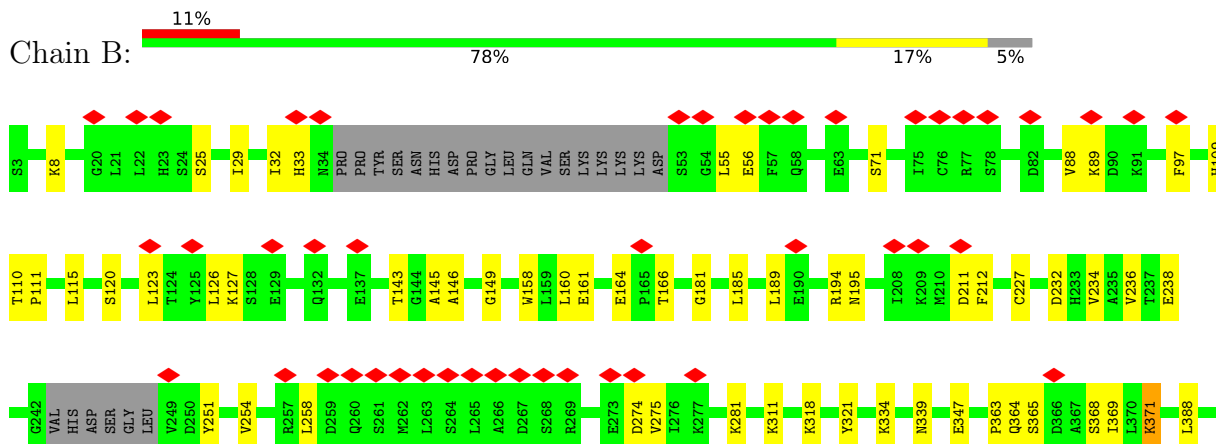 11%
Chain B:
78% 17% 5%
S3 K8 G20 L21 L22 H23 S24 S25 I29 I32 H33 N34 PRO PRO TYR SER ASN HIS ASP PRO GLY LEU GLN VAL SER LYS LYS LYS LYS ASP S53 G54 L55 E56 F57 Q58 E63 S71 I75 C76 R77 S78 D82 V88 K89 D90 K91 F97 H109
T110 P111 L115 S120 L123 T124 Y125 L126 K127 S128 E129 Q132 E137 T143 G144 A145 A146 G149 W158 L159 L160 E161 E164 P165 T166 G181 L185 L189 E190 R194 N195 I208 K209 M210 D211 F212 C227 D232 H233 V234 A235 V236 T237 E238
G242 VAL HIS ASP SER GLY LEU V249 D250 Y251 V254 R257 L258 D259 Q260 S261 M262 L263 S264 L265 A266 D267 S268 R269 E273 D274 V275 I276 K277 K281 K311 K318 Y321 K334 N339 E347 P363 Q364 S365 D366 A367 S368 I369 L370 K371 L388